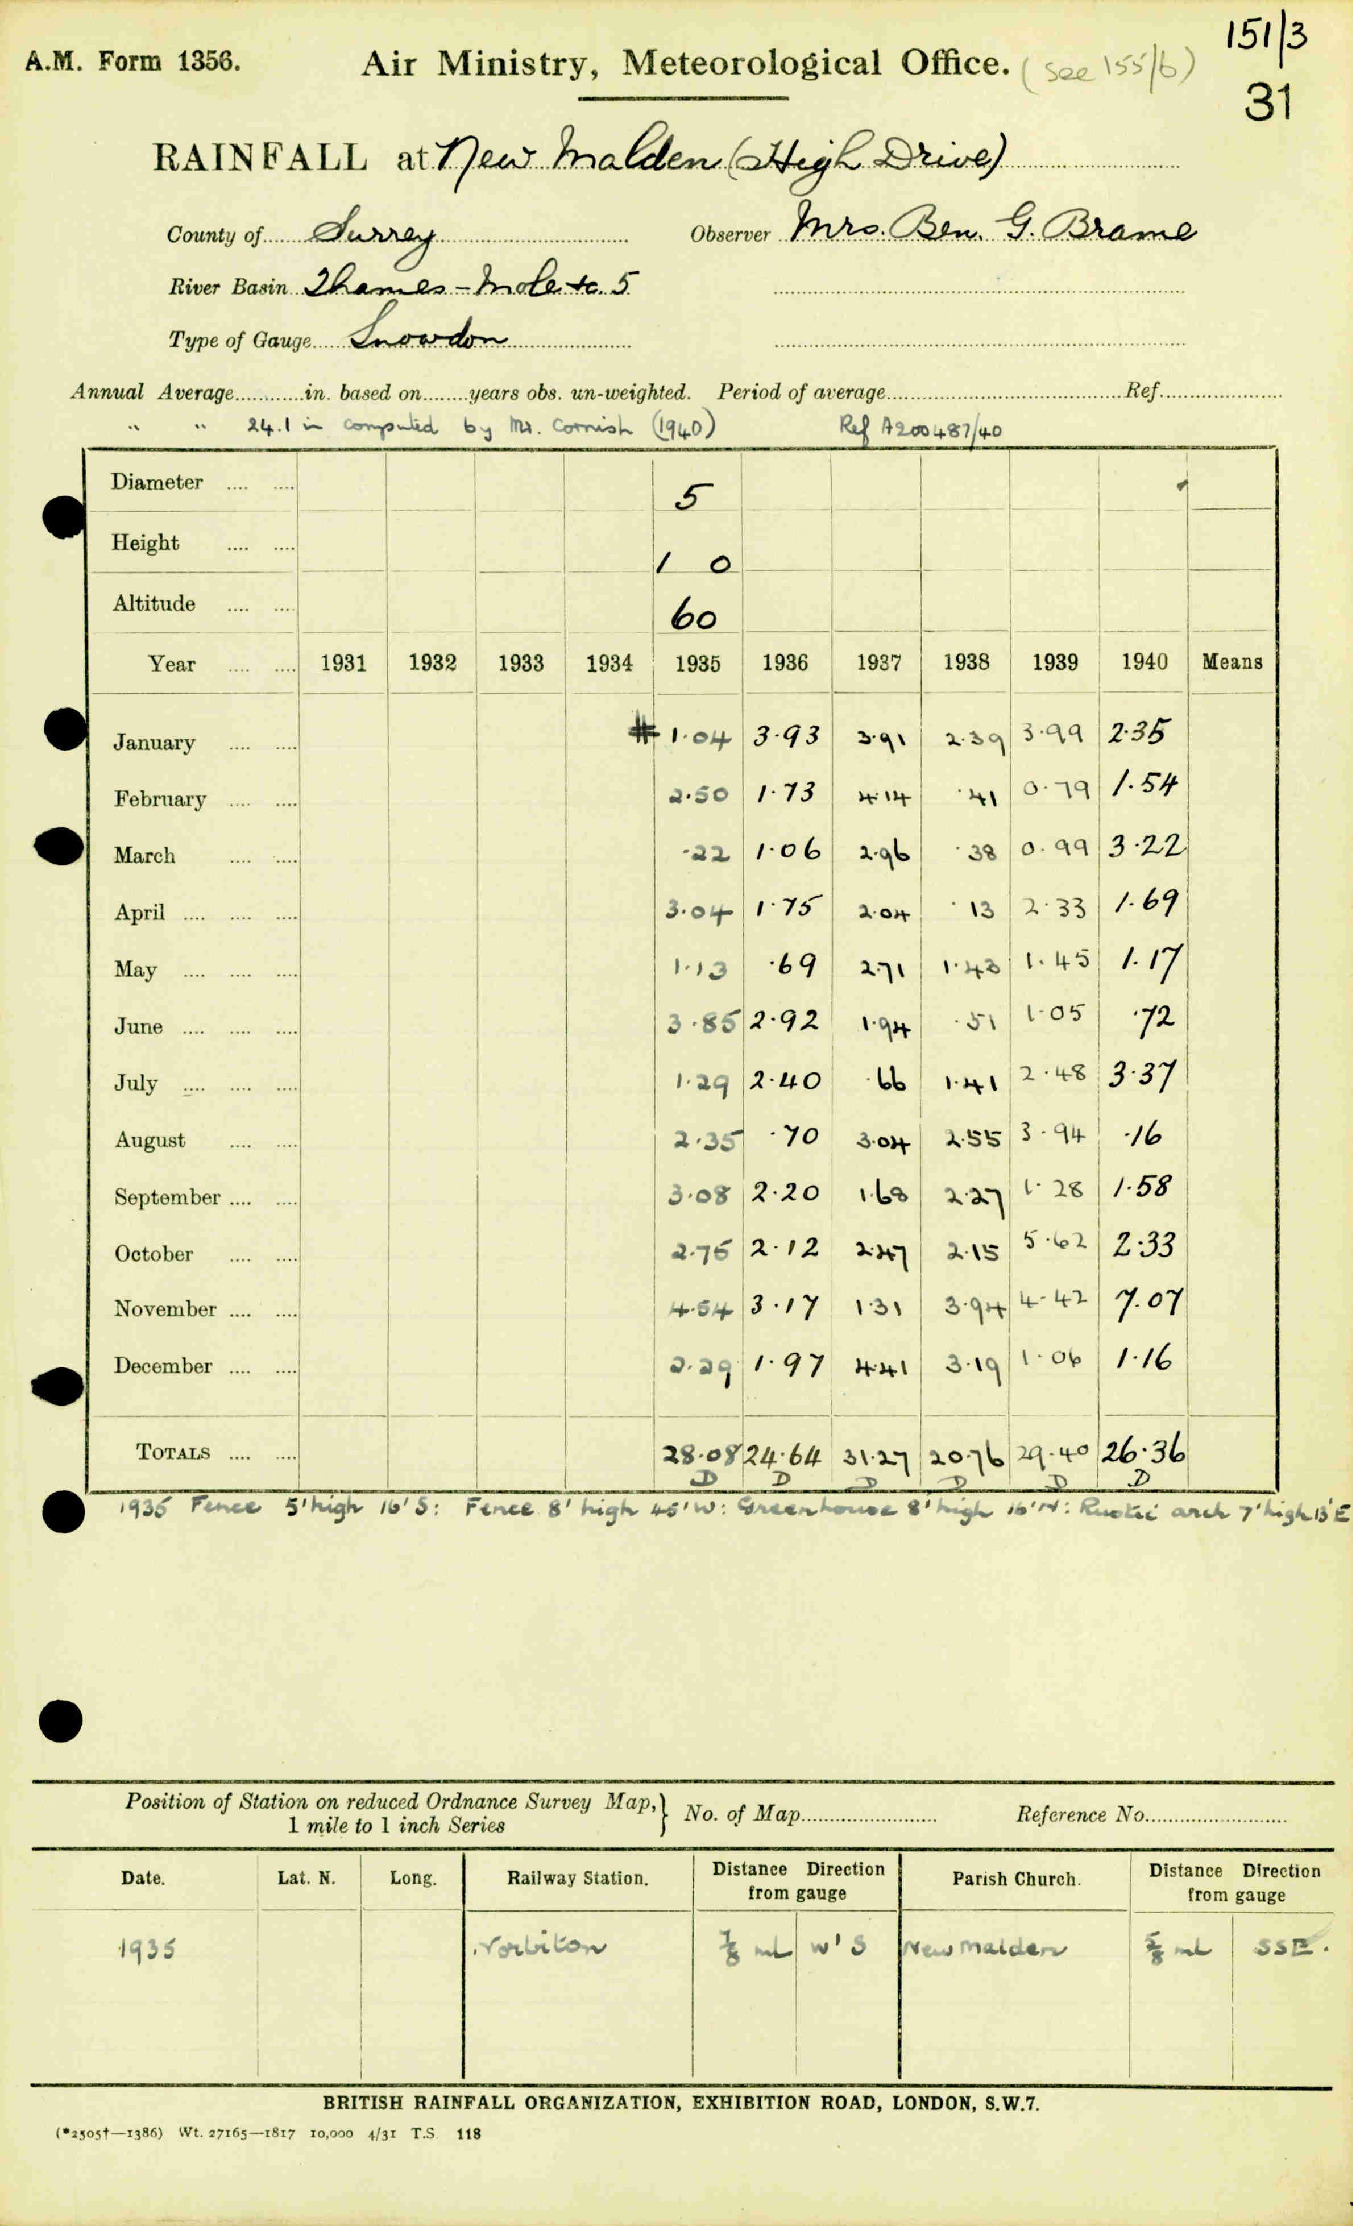 151/3
A.M. Form 1356. Air Ministry, Meteorological Office. (see 155/6)
31
RAINFALL at New Malden (High Drive)
County of Surrey Observer Mrs. Ben. G. Brame
River Basin Thames - Mole to 5
Type of Gauge Snowdon
Annual Average in. based on years obs. un-weighted. Period of average Ref.
" " 24.1 in computed by Mr. Cornish (1940) Ref A200487/40
Diameter 5
Height 1 0
Altitude 60
Year 1931 1932 1933 1934 1935 1936 1937 1938 1939 1940 Means
January # 1.04 3.93 3.91 2.39 3.99 2.35
February 2.50 1.73 4.14 .41 0.79 1.54
March .22 1.06 2.96 .38 0.99 3.22
April 3.04 1.75 2.04 .13 2.33 1.69
May 1.13 .69 2.71 1.43 1.45 1.17
June 3.85 2.92 1.94 .51 1.05 .72
July 1.29 2.40 .66 1.41 2.48 3.37
August 2.35 .70 3.04 2.55 3.94 .16
September 3.08 2.20 1.68 2.27 1.28 1.58
October 2.75 2.12 2.47 2.15 5.62 2.33
November 4.54 3.17 1.31 3.94 4.42 7.07
December 2.29 1.97 4.41 3.19 1.06 1.16
TOTALS 28.08 24.64 31.27 20.76 29.40 26.36
D D D D D D
1935 Fence 5' high 16' S: Fence 8' high 45' W: Greenhouse 8' high 16' N: Rustic arch 7' high 13' E
Position of Station on reduced Ordnance Survey Map, } No. of Map Reference No.
1 mile to 1 inch Series
Date. Lat. N. Long. Railway Station. Distance Direction from gauge Parish Church. Distance Direction from gauge
1935 Norbiton 7/8 ml W'S New Malden 5/8 ml SSE.
BRITISH RAINFALL ORGANIZATION, EXHIBITION ROAD, LONDON, S.W.7.
(*2505†—1386) Wt. 27165—1817 10,000 4/31 T.S. 118